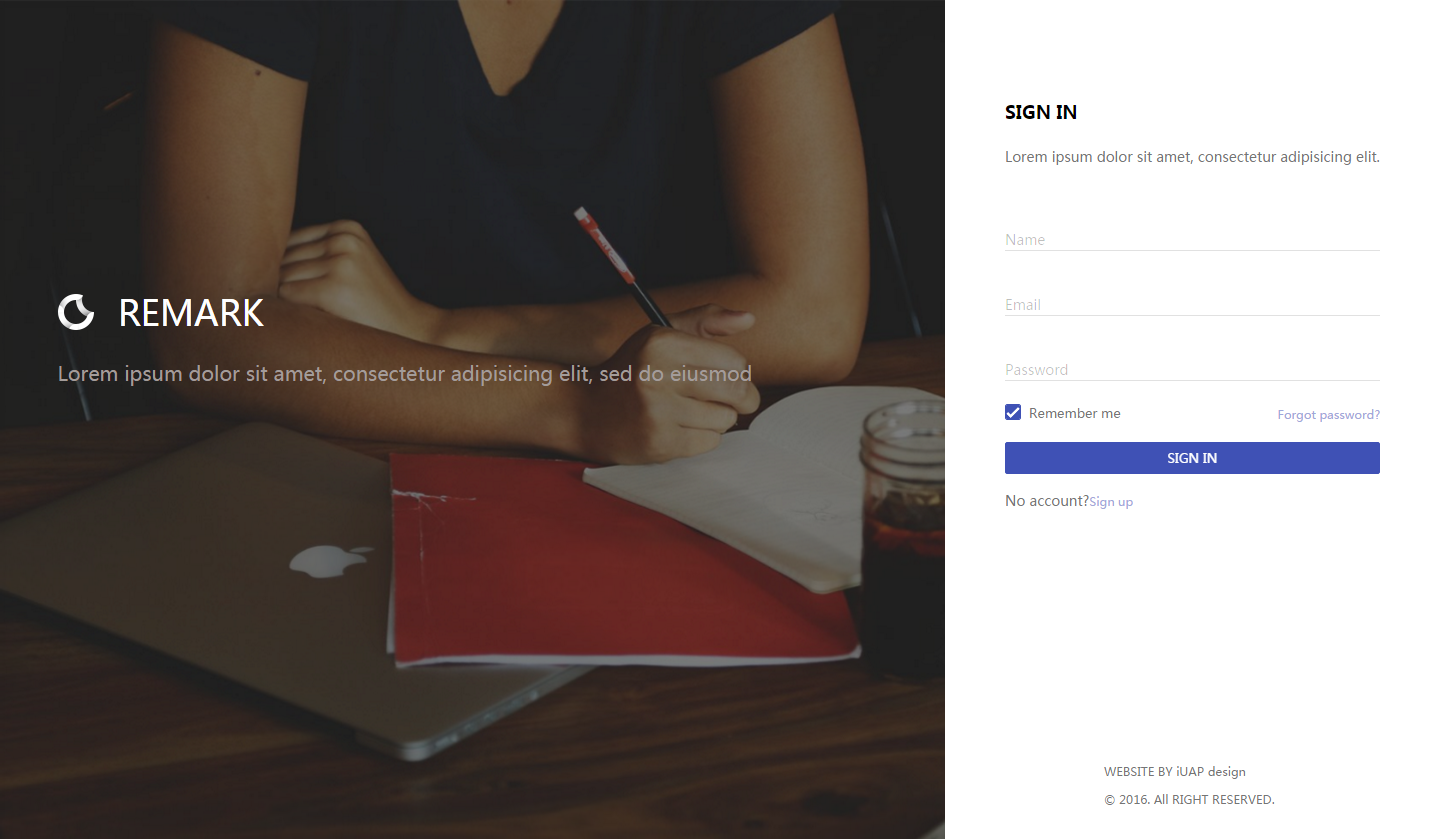 REMARK
Lorem ipsum dolor sit amet, consectetur adipisicing elit, sed do eiusmod
SIGN IN
Lorem ipsum dolor sit amet, consectetur adipisicing elit.
Name
Email
Password
Remember me
Forgot password?
SIGN IN
No account?Sign up
WEBSITE BY iUAP design
© 2016. All RIGHT RESERVED.